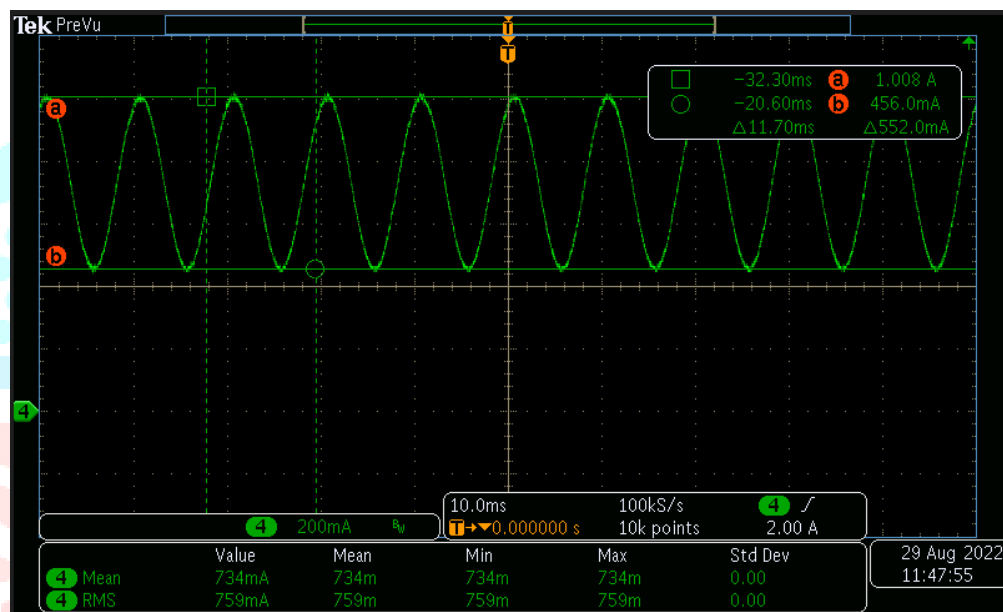 Tek PreVu
T
T
□ -32.30ms a 1.008 A
○ -20.60ms b 456.0mA
△11.70ms △552.0mA
a
b
4
4 200mA BW
10.0ms 100kS/s 4 ∫
T→▼0.000000 s 10k points 2.00 A
Value Mean Min Max Std Dev
4 Mean 734mA 734m 734m 734m 0.00
4 RMS 759mA 759m 759m 759m 0.00
29 Aug 2022
11:47:55